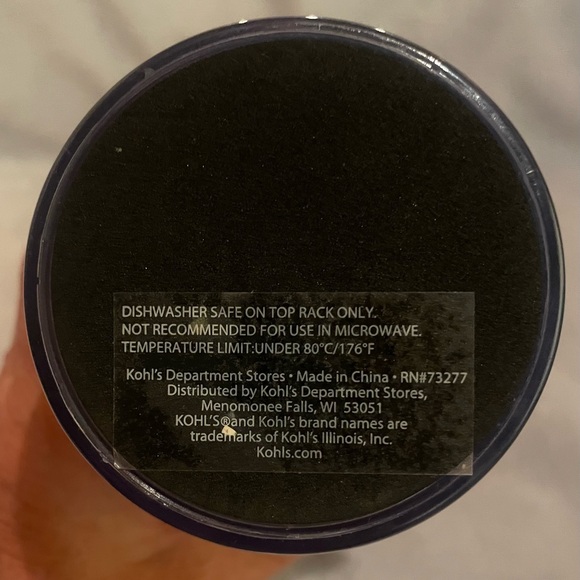 DISHWASHER SAFE ON TOP RACK ONLY.
NOT RECOMMENDED FOR USE IN MICROWAVE.
TEMPERATURE LIMIT:UNDER 80°C/176°F
Kohl's Department Stores • Made in China • RN#73277
Distributed by Kohl's Department Stores,
Menomonee Falls, WI 53051
KOHL'S® and Kohl's brand names are
trademarks of Kohl's Illinois, Inc.
Kohls.com